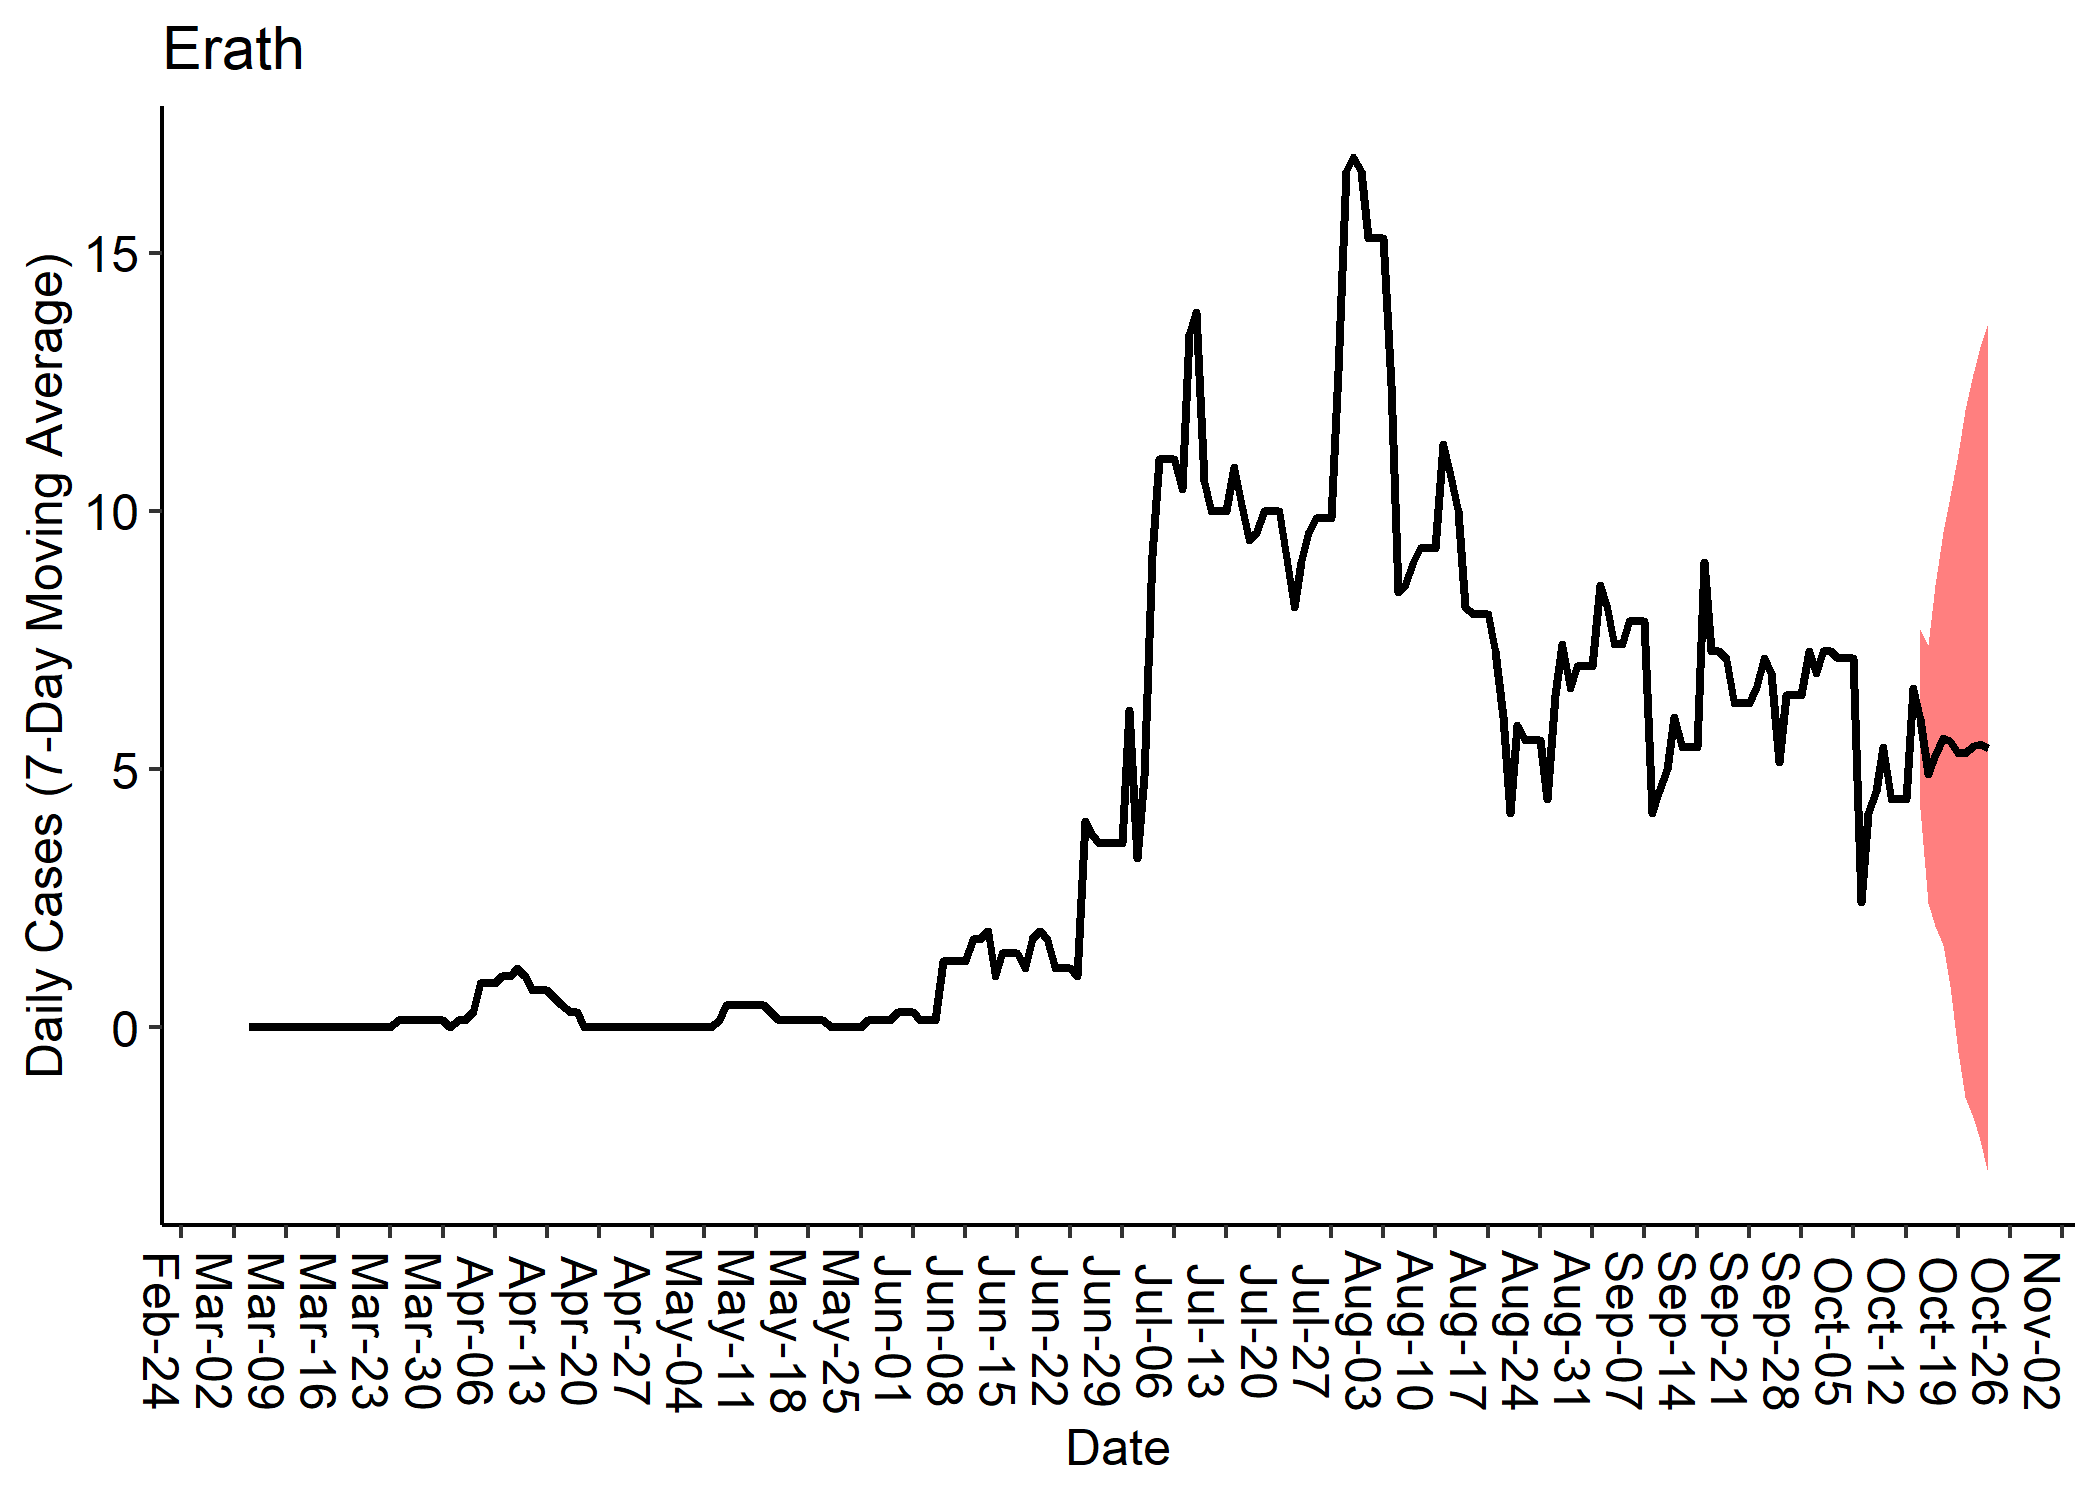 Erath
Daily Cases (7-Day Moving Average)
15
10
5
0
Feb-24
Mar-02
Mar-09
Mar-16
Mar-23
Mar-30
Apr-06
Apr-13
Apr-20
Apr-27
May-04
May-11
May-18
May-25
Jun-01
Jun-08
Jun-15
Jun-22
Jun-29
Jul-06
Jul-13
Jul-20
Jul-27
Aug-03
Aug-10
Aug-17
Aug-24
Aug-31
Sep-07
Sep-14
Sep-21
Sep-28
Oct-05
Oct-12
Oct-19
Oct-26
Nov-02
Date